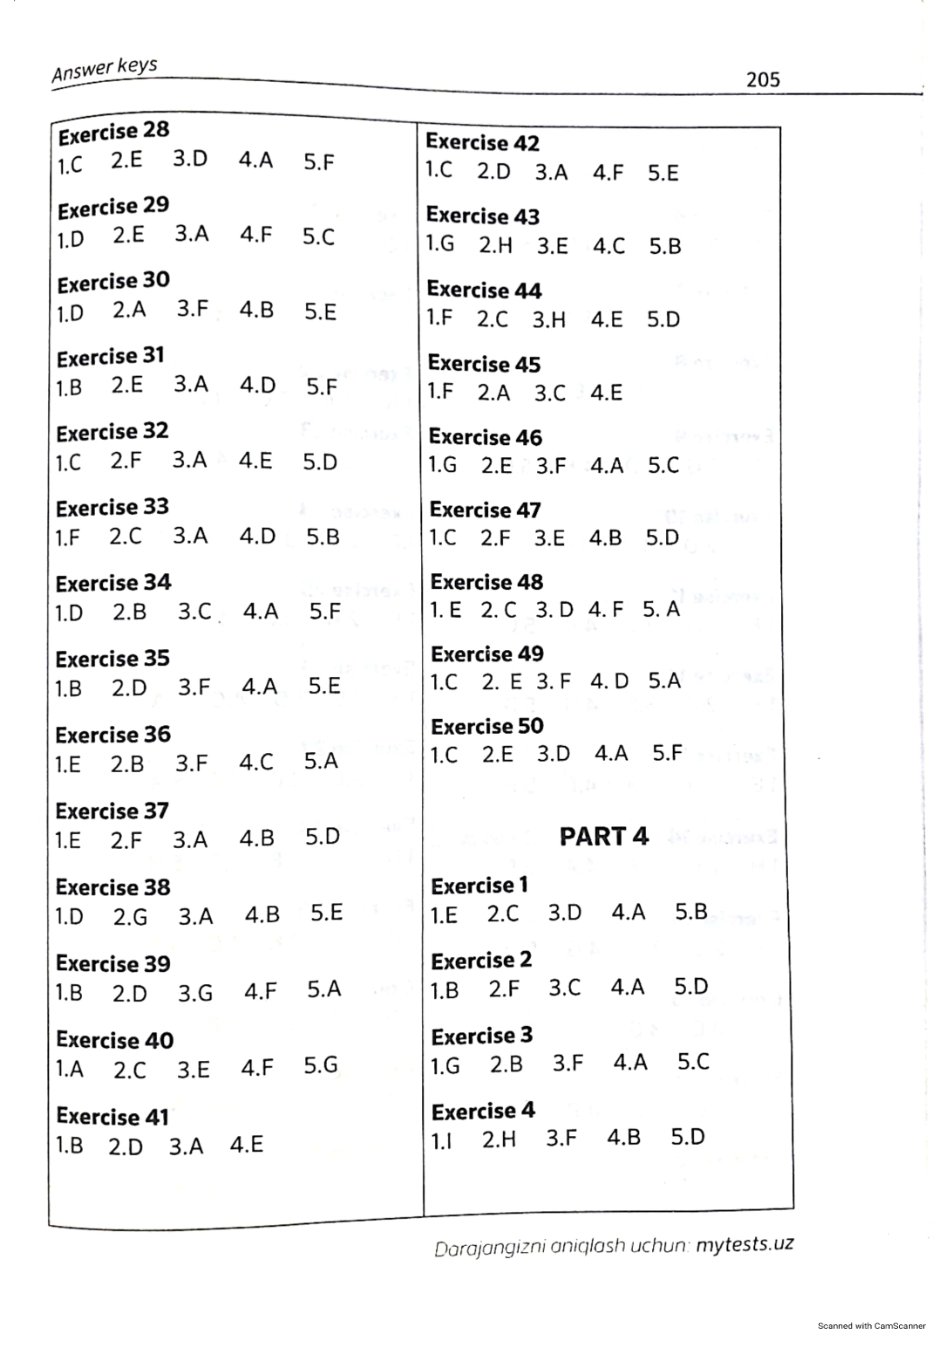 Answer keys
205
Exercise 28
1.C 2.E 3.D 4.A 5.F
Exercise 29
1.D 2.E 3.A 4.F 5.C
Exercise 30
1.D 2.A 3.F 4.B 5.E
Exercise 31
1.B 2.E 3.A 4.D 5.F
Exercise 32
1.C 2.F 3.A 4.E 5.D
Exercise 33
1.F 2.C 3.A 4.D 5.B
Exercise 34
1.D 2.B 3.C 4.A 5.F
Exercise 35
1.B 2.D 3.F 4.A 5.E
Exercise 36
1.E 2.B 3.F 4.C 5.A
Exercise 37
1.E 2.F 3.A 4.B 5.D
Exercise 38
1.D 2.G 3.A 4.B 5.E
Exercise 39
1.B 2.D 3.G 4.F 5.A
Exercise 40
1.A 2.C 3.E 4.F 5.G
Exercise 41
1.B 2.D 3.A 4.E
Exercise 42
1.C 2.D 3.A 4.F 5.E
Exercise 43
1.G 2.H 3.E 4.C 5.B
Exercise 44
1.F 2.C 3.H 4.E 5.D
Exercise 45
1.F 2.A 3.C 4.E
Exercise 46
1.G 2.E 3.F 4.A 5.C
Exercise 47
1.C 2.F 3.E 4.B 5.D
Exercise 48
1. E 2. C 3. D 4. F 5. A
Exercise 49
1.C 2. E 3. F 4. D 5.A
Exercise 50
1.C 2.E 3.D 4.A 5.F
PART 4
Exercise 1
1.E 2.C 3.D 4.A 5.B
Exercise 2
1.B 2.F 3.C 4.A 5.D
Exercise 3
1.G 2.B 3.F 4.A 5.C
Exercise 4
1.I 2.H 3.F 4.B 5.D
Darajangizni aniqlash uchun: mytests.uz
Scanned with CamScanner